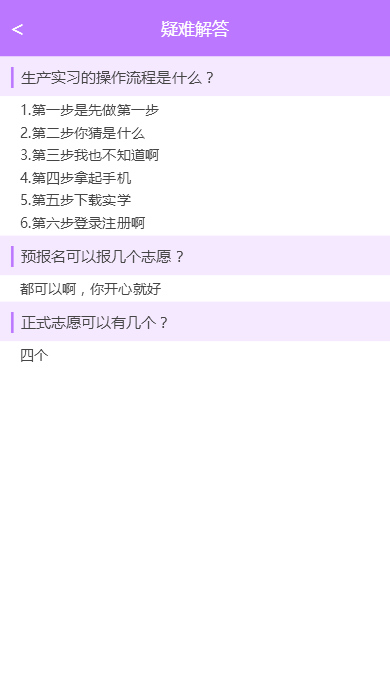 <
疑难解答
生产实习的操作流程是什么？
1.第一步是先做第一步
2.第二步你猜是什么
3.第三步我也不知道啊
4.第四步拿起手机
5.第五步下载实学
6.第六步登录注册啊
预报名可以报几个志愿？
都可以啊，你开心就好
正式志愿可以有几个？
四个